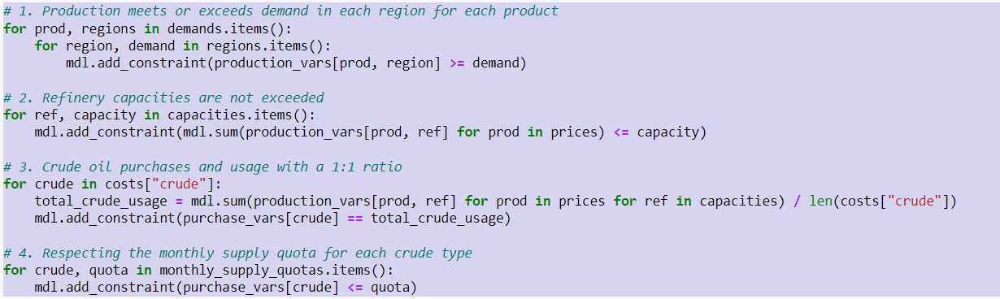 # 1. Production meets or exceeds demand in each region for each product
for prod, regions in demands.items():
    for region, demand in regions.items():
        mdl.add_constraint(production_vars[prod, region] >= demand)

# 2. Refinery capacities are not exceeded
for ref, capacity in capacities.items():
    mdl.add_constraint(mdl.sum(production_vars[prod, ref] for prod in prices) <= capacity)

# 3. Crude oil purchases and usage with a 1:1 ratio
for crude in costs["crude"]:
    total_crude_usage = mdl.sum(production_vars[prod, ref] for prod in prices for ref in capacities) / len(costs["crude"])
    mdl.add_constraint(purchase_vars[crude] == total_crude_usage)

# 4. Respecting the monthly supply quota for each crude type
for crude, quota in monthly_supply_quotas.items():
    mdl.add_constraint(purchase_vars[crude] <= quota)